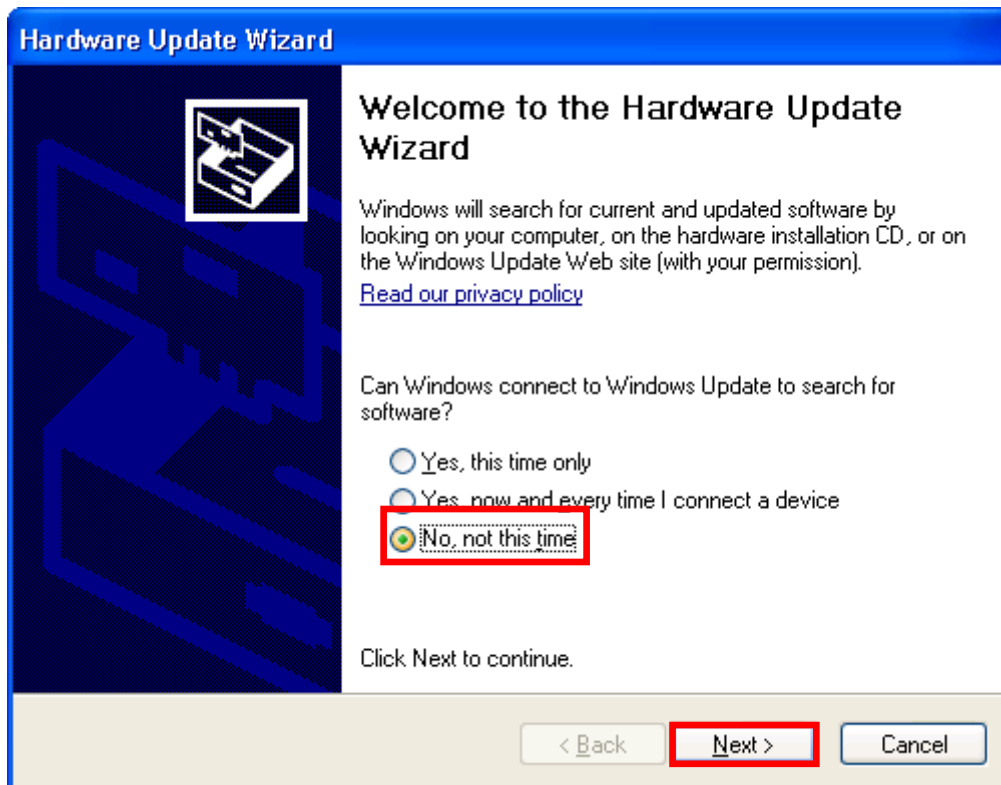 Hardware Update Wizard
Welcome to the Hardware Update
Wizard
Windows will search for current and updated software by
looking on your computer, on the hardware installation CD, or on
the Windows Update Web site (with your permission).
Read our privacy policy
Can Windows connect to Windows Update to search for
software?
Yes, this time only
Yes, now and every time I connect a device
No, not this time
Click Next to continue.
< Back Next > Cancel